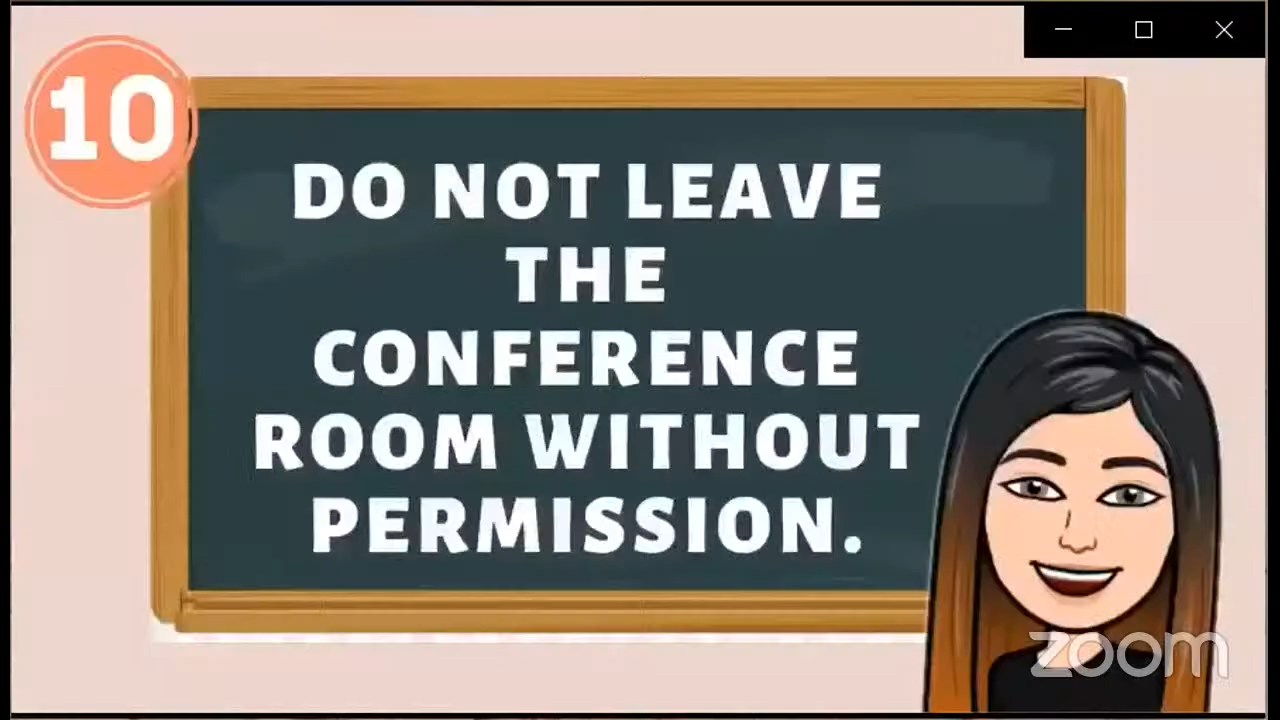 10
DO NOT LEAVE
THE
CONFERENCE
ROOM WITHOUT
PERMISSION.
zoom